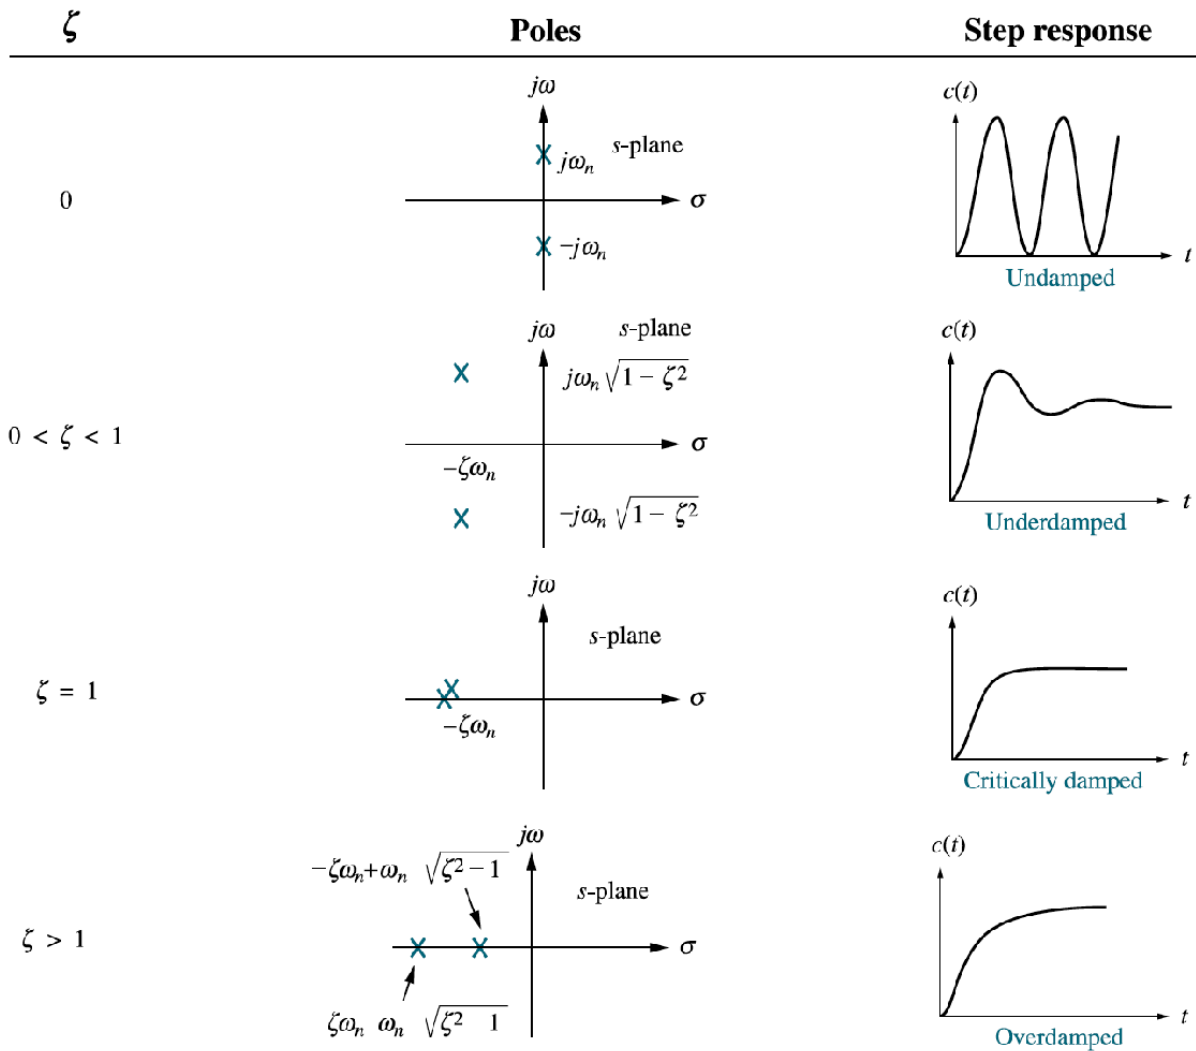 ζ Poles Step response
0
jω
s-plane
jωₙ
σ
−jωₙ
c(t)
t
Undamped
0 < ζ < 1
jω
s-plane
jωₙ √1 − ζ²
σ
−ζωₙ
−jωₙ √1 − ζ²
c(t)
t
Underdamped
ζ = 1
jω
s-plane
σ
−ζωₙ
c(t)
t
Critically damped
ζ > 1
jω
−ζωₙ+ωₙ √ζ² − 1
s-plane
σ
ζωₙ ωₙ √ζ² 1
c(t)
t
Overdamped